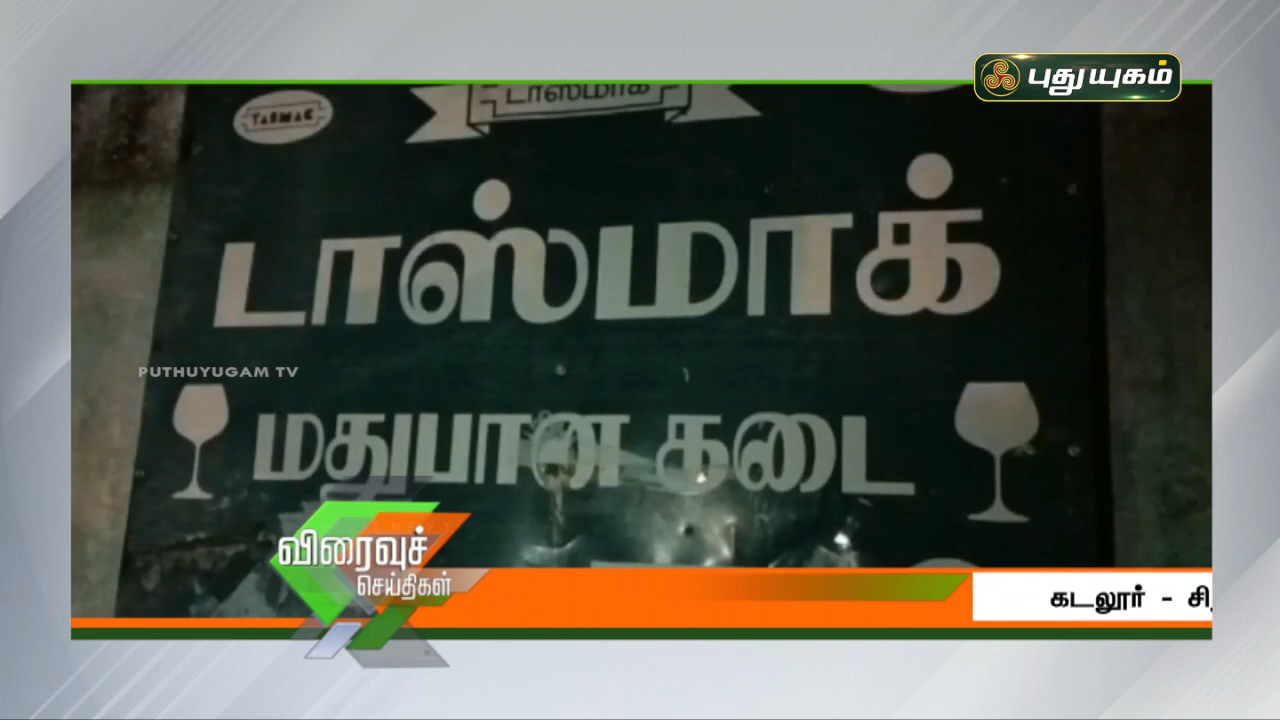 புதுயுகம்
TASMAC
டாஸ்மாக்
டாஸ்மாக்
PUTHUYUGAM TV
மதுபான கடை
விரைவுச்
செய்திகள்
கடலூர் -